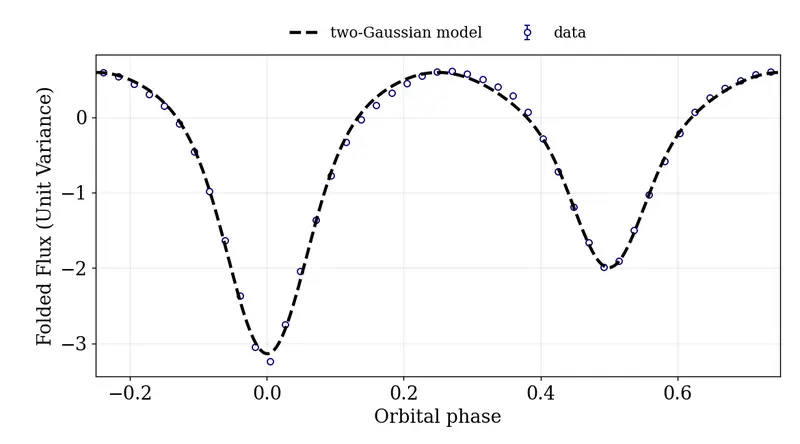 two-Gaussian model
data
Folded Flux (Unit Variance)
0
−1
−2
−3
−0.2
0.0
0.2
0.4
0.6
Orbital phase